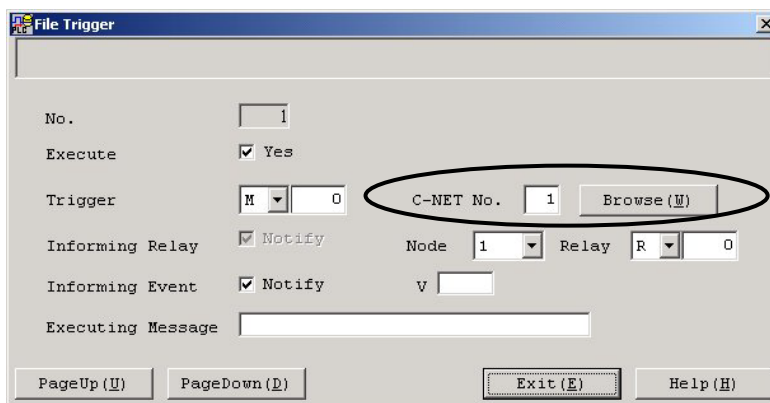 File Trigger
No. 1
Execute Yes
Trigger M 0 C-NET No. 1 Browse(W)
Informing Relay Notify Node 1 Relay R 0
Informing Event Notify V
Executing Message
PageUp(U) PageDown(D) Exit(E) Help(H)